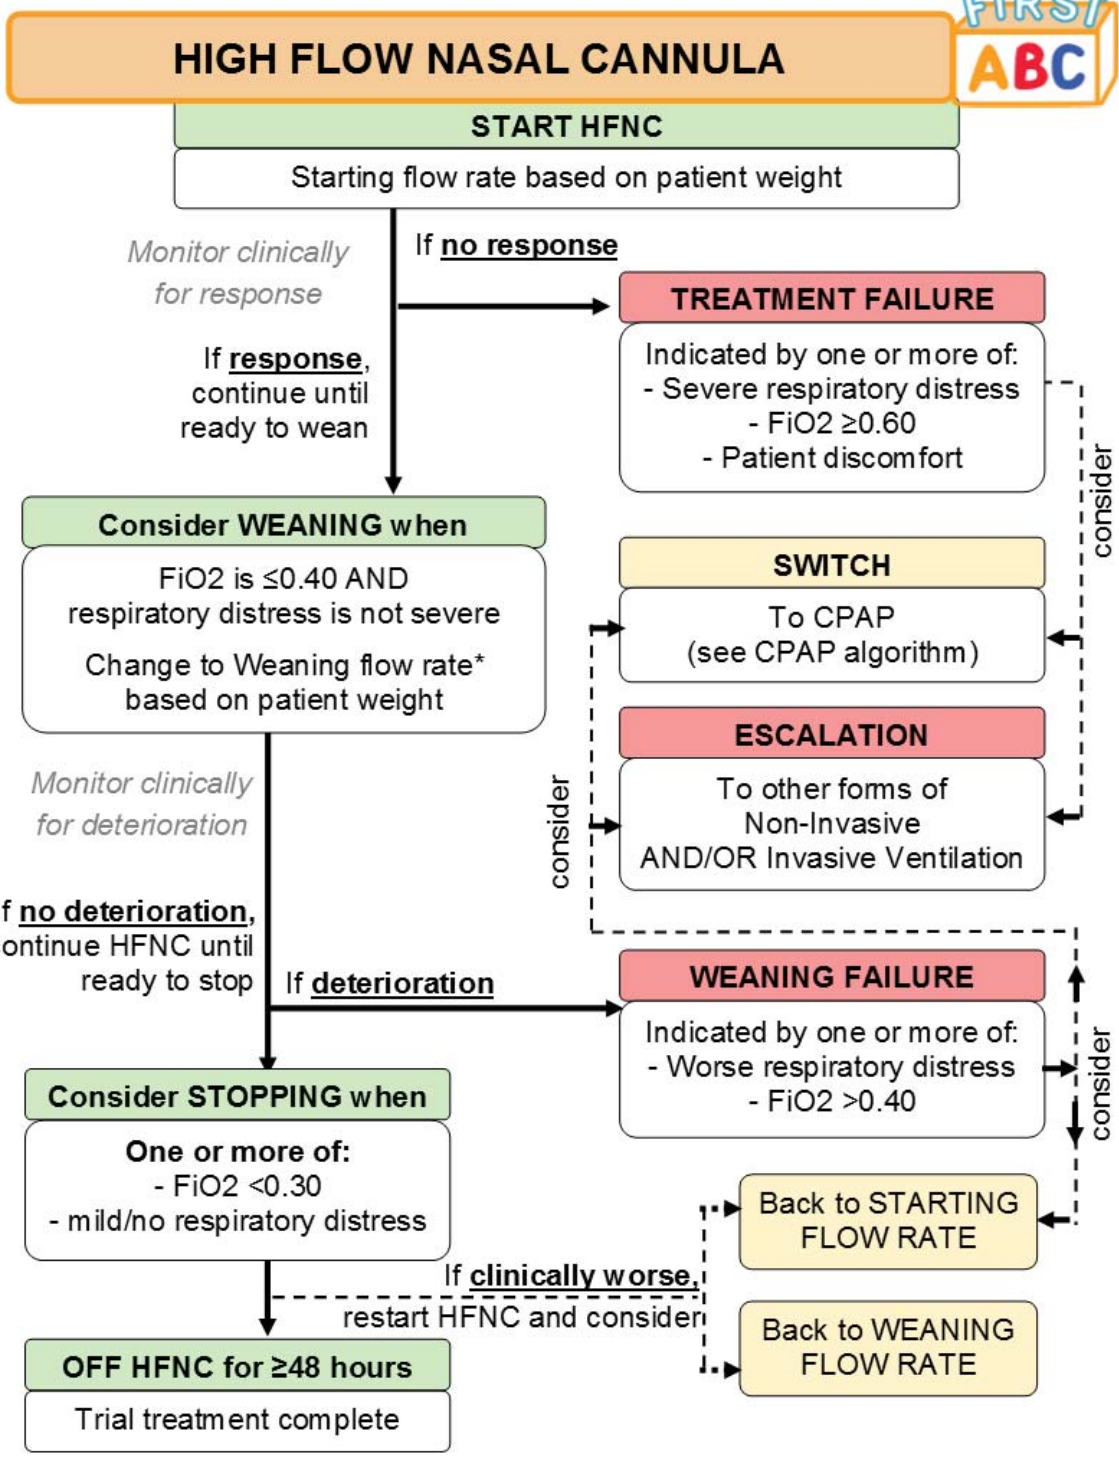 FIRST
ABC
HIGH FLOW NASAL CANNULA
START HFNC
Starting flow rate based on patient weight
Monitor clinically
for response
If no response
If response,
continue until
ready to wean
TREATMENT FAILURE
Indicated by one or more of:
- Severe respiratory distress
- FiO2 ≥0.60
- Patient discomfort
consider
Consider WEANING when
FiO2 is ≤0.40 AND
respiratory distress is not severe
Change to Weaning flow rate*
based on patient weight
SWITCH
To CPAP
(see CPAP algorithm)
ESCALATION
To other forms of
Non-Invasive
AND/OR Invasive Ventilation
consider
Monitor clinically
for deterioration
f no deterioration,
ontinue HFNC until
ready to stop
If deterioration
WEANING FAILURE
Indicated by one or more of:
- Worse respiratory distress
- FiO2 >0.40
consider
Consider STOPPING when
One or more of:
- FiO2 <0.30
- mild/no respiratory distress
If clinically worse,
restart HFNC and consider
Back to STARTING
FLOW RATE
Back to WEANING
FLOW RATE
OFF HFNC for ≥48 hours
Trial treatment complete